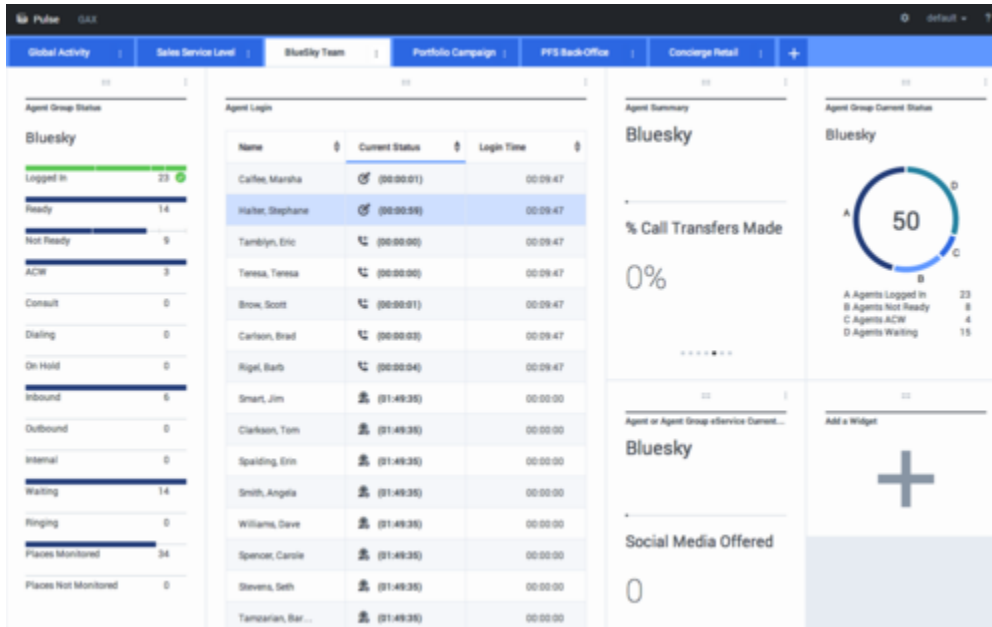 Pulse GAX default ?
Global Activity Sales Service Level BlueSky Team Portfolio Campaign PFS Back-Office Concierge Retail +
Agent Group Status
Bluesky
Logged In 23
Ready 14
Not Ready 9
ACW 3
Consult 0
Dialing 0
On Hold 0
Inbound 6
Outbound 0
Internal 0
Waiting 14
Ringing 0
Places Monitored 34
Places Not Monitored 0
Agent Login
Name Current Status Login Time
Calfee, Marsha (00:00:01) 00:09:47
Halter, Stephane (00:00:59) 00:09:47
Tamblyn, Eric (00:00:00) 00:09:47
Teresa, Teresa (00:00:00) 00:09:47
Brow, Scott (00:00:01) 00:09:47
Carlson, Brad (00:00:03) 00:09:47
Rigel, Barb (00:00:04) 00:09:47
Smart, Jim (01:49:35) 00:00:00
Clarkson, Tom (01:49:35) 00:00:00
Spalding, Erin (01:49:35) 00:00:00
Smith, Angela (01:49:35) 00:00:00
Williams, Dave (01:49:35) 00:00:00
Spencer, Carole (01:49:35) 00:00:00
Stevens, Seth (01:49:35) 00:00:00
Tamzarian, Bar... (01:49:35) 00:00:00
Agent Summary
Bluesky
% Call Transfers Made
0%
Agent or Agent Group eService Current...
Bluesky
Social Media Offered
0
Agent Group Current Status
Bluesky
50
A
B
C
D
A Agents Logged In 23
B Agents Not Ready 8
C Agents ACW 4
D Agents Waiting 15
Add a Widget